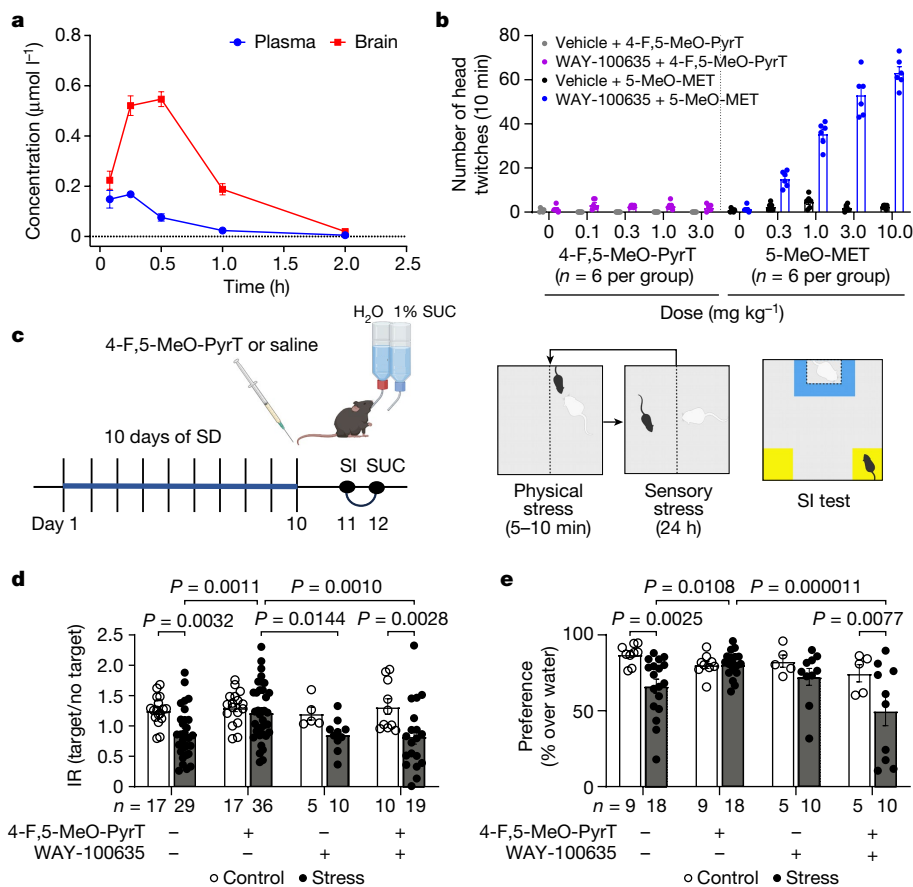 a
Plasma Brain
Concentration (μmol l⁻¹)
0.8
0.6
0.4
0.2
0
0 0.5 1.0 1.5 2.0 2.5
Time (h)
b
Vehicle + 4-F,5-MeO-PyrT
WAY-100635 + 4-F,5-MeO-PyrT
Vehicle + 5-MeO-MET
WAY-100635 + 5-MeO-MET
Number of head
twitches (10 min)
80
60
40
20
0
0 0.1 0.3 1.0 3.0 0 0.3 1.0 3.0 10.0
4-F,5-MeO-PyrT 5-MeO-MET
(n = 6 per group) (n = 6 per group)
Dose (mg kg⁻¹)
c
H₂O 1% SUC
4-F,5-MeO-PyrT or saline
10 days of SD
SI SUC
Day 1 10 11 12
Physical
stress
(5–10 min)
Sensory
stress
(24 h)
SI test
d
P = 0.0011 P = 0.0010
P = 0.0032 P = 0.0144 P = 0.0028
IR (target/no target)
2.5
2.0
1.5
1.0
0.5
0
n = 17 29 17 36 5 10 10 19
4-F,5-MeO-PyrT – + – +
WAY-100635 – – + +
Control Stress
e
P = 0.0108 P = 0.000011
P = 0.0025 P = 0.0077
Preference
(% over water)
100
50
0
n = 9 18 9 18 5 10 5 10
4-F,5-MeO-PyrT – + – +
WAY-100635 – – + +
Control Stress